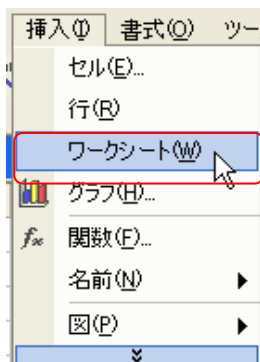 挿入(I) 書式(O) ツー
セル(E)...
行(R)
ワークシート(W)
グラフ(H)...
fx 関数(F)...
名前(N)
図(P)